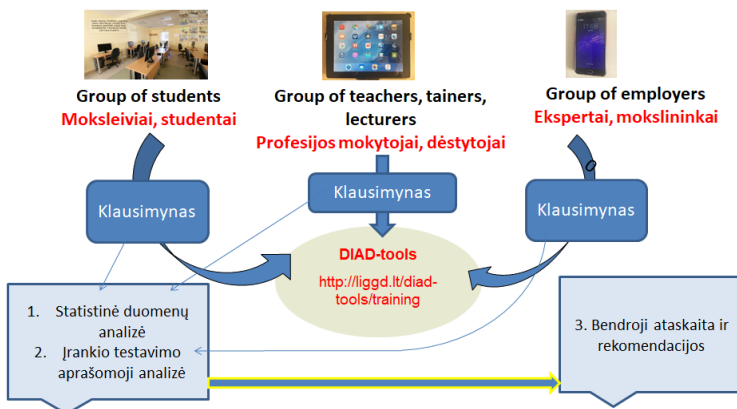 Group of students
Moksleiviai, studentai
Group of teachers, tainers,
lecturers
Profesijos mokytojai, dėstytojai
Group of employers
Ekspertai, mokslininkai
Klausimynas
Klausimynas
Klausimynas
DIAD-tools
http://liggd.lt/diad-
tools/training
1. Statistinė duomenų
analizė
2. Įrankio testavimo
aprašomoji analizė
3. Bendroji ataskaita ir
rekomendacijos